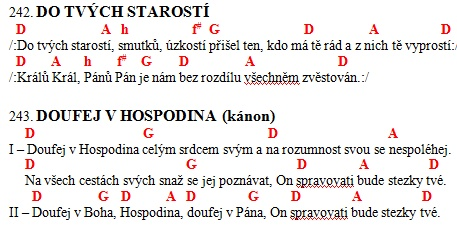 242. DO TVÝCH STAROSTÍ
D A h f# G D A
/:Do tvých starostí, smutků, úzkostí přišel ten, kdo má tě rád a z nich tě vyprostí:/
D A h f# G D A D
/:Králů Král, Pánů Pán je nám bez rozdílu všechněm zvěstován.:/
243. DOUFEJ V HOSPODINA (kánon)
D G D A
I – Doufej v Hospodina celým srdcem svým a na rozumnost svou se nespoléhej.
D G D A D
Na všech cestách svých snaž se jej poznávat, On spravovati bude stezky tvé.
D G D A D G D A D
II – Doufej v Boha, Hospodina, doufej v Pána, On spravovati bude stezky tvé.